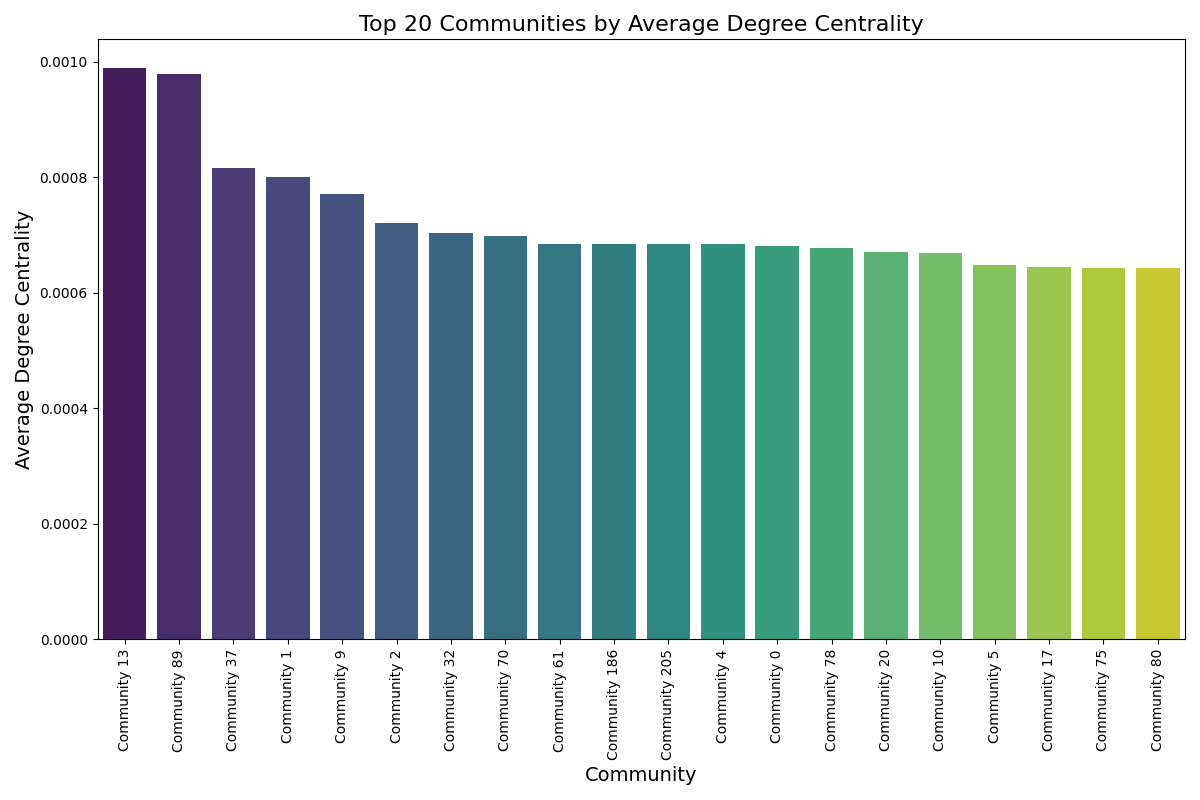 Top 20 Communities by Average Degree Centrality
Average Degree Centrality
0.0010
0.0008
0.0006
0.0004
0.0002
0.0000
Community 13
Community 89
Community 37
Community 1
Community 9
Community 2
Community 32
Community 70
Community 61
Community 186
Community 205
Community 4
Community 0
Community 78
Community 20
Community 10
Community 5
Community 17
Community 75
Community 80
Community